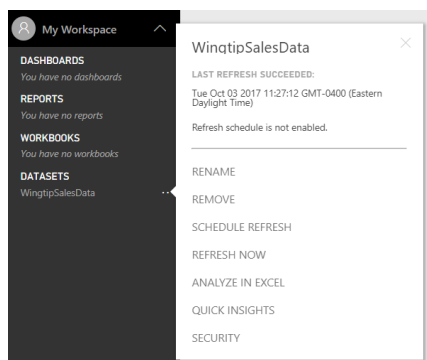 My Workspace
DASHBOARDS
You have no dashboards
REPORTS
You have no reports
WORKBOOKS
You have no workbooks
DATASETS
WingtipSalesData
...
WingtipSalesData
LAST REFRESH SUCCEEDED:
Tue Oct 03 2017 11:27:12 GMT-0400 (Eastern
Daylight Time)
Refresh schedule is not enabled.
RENAME
REMOVE
SCHEDULE REFRESH
REFRESH NOW
ANALYZE IN EXCEL
QUICK INSIGHTS
SECURITY